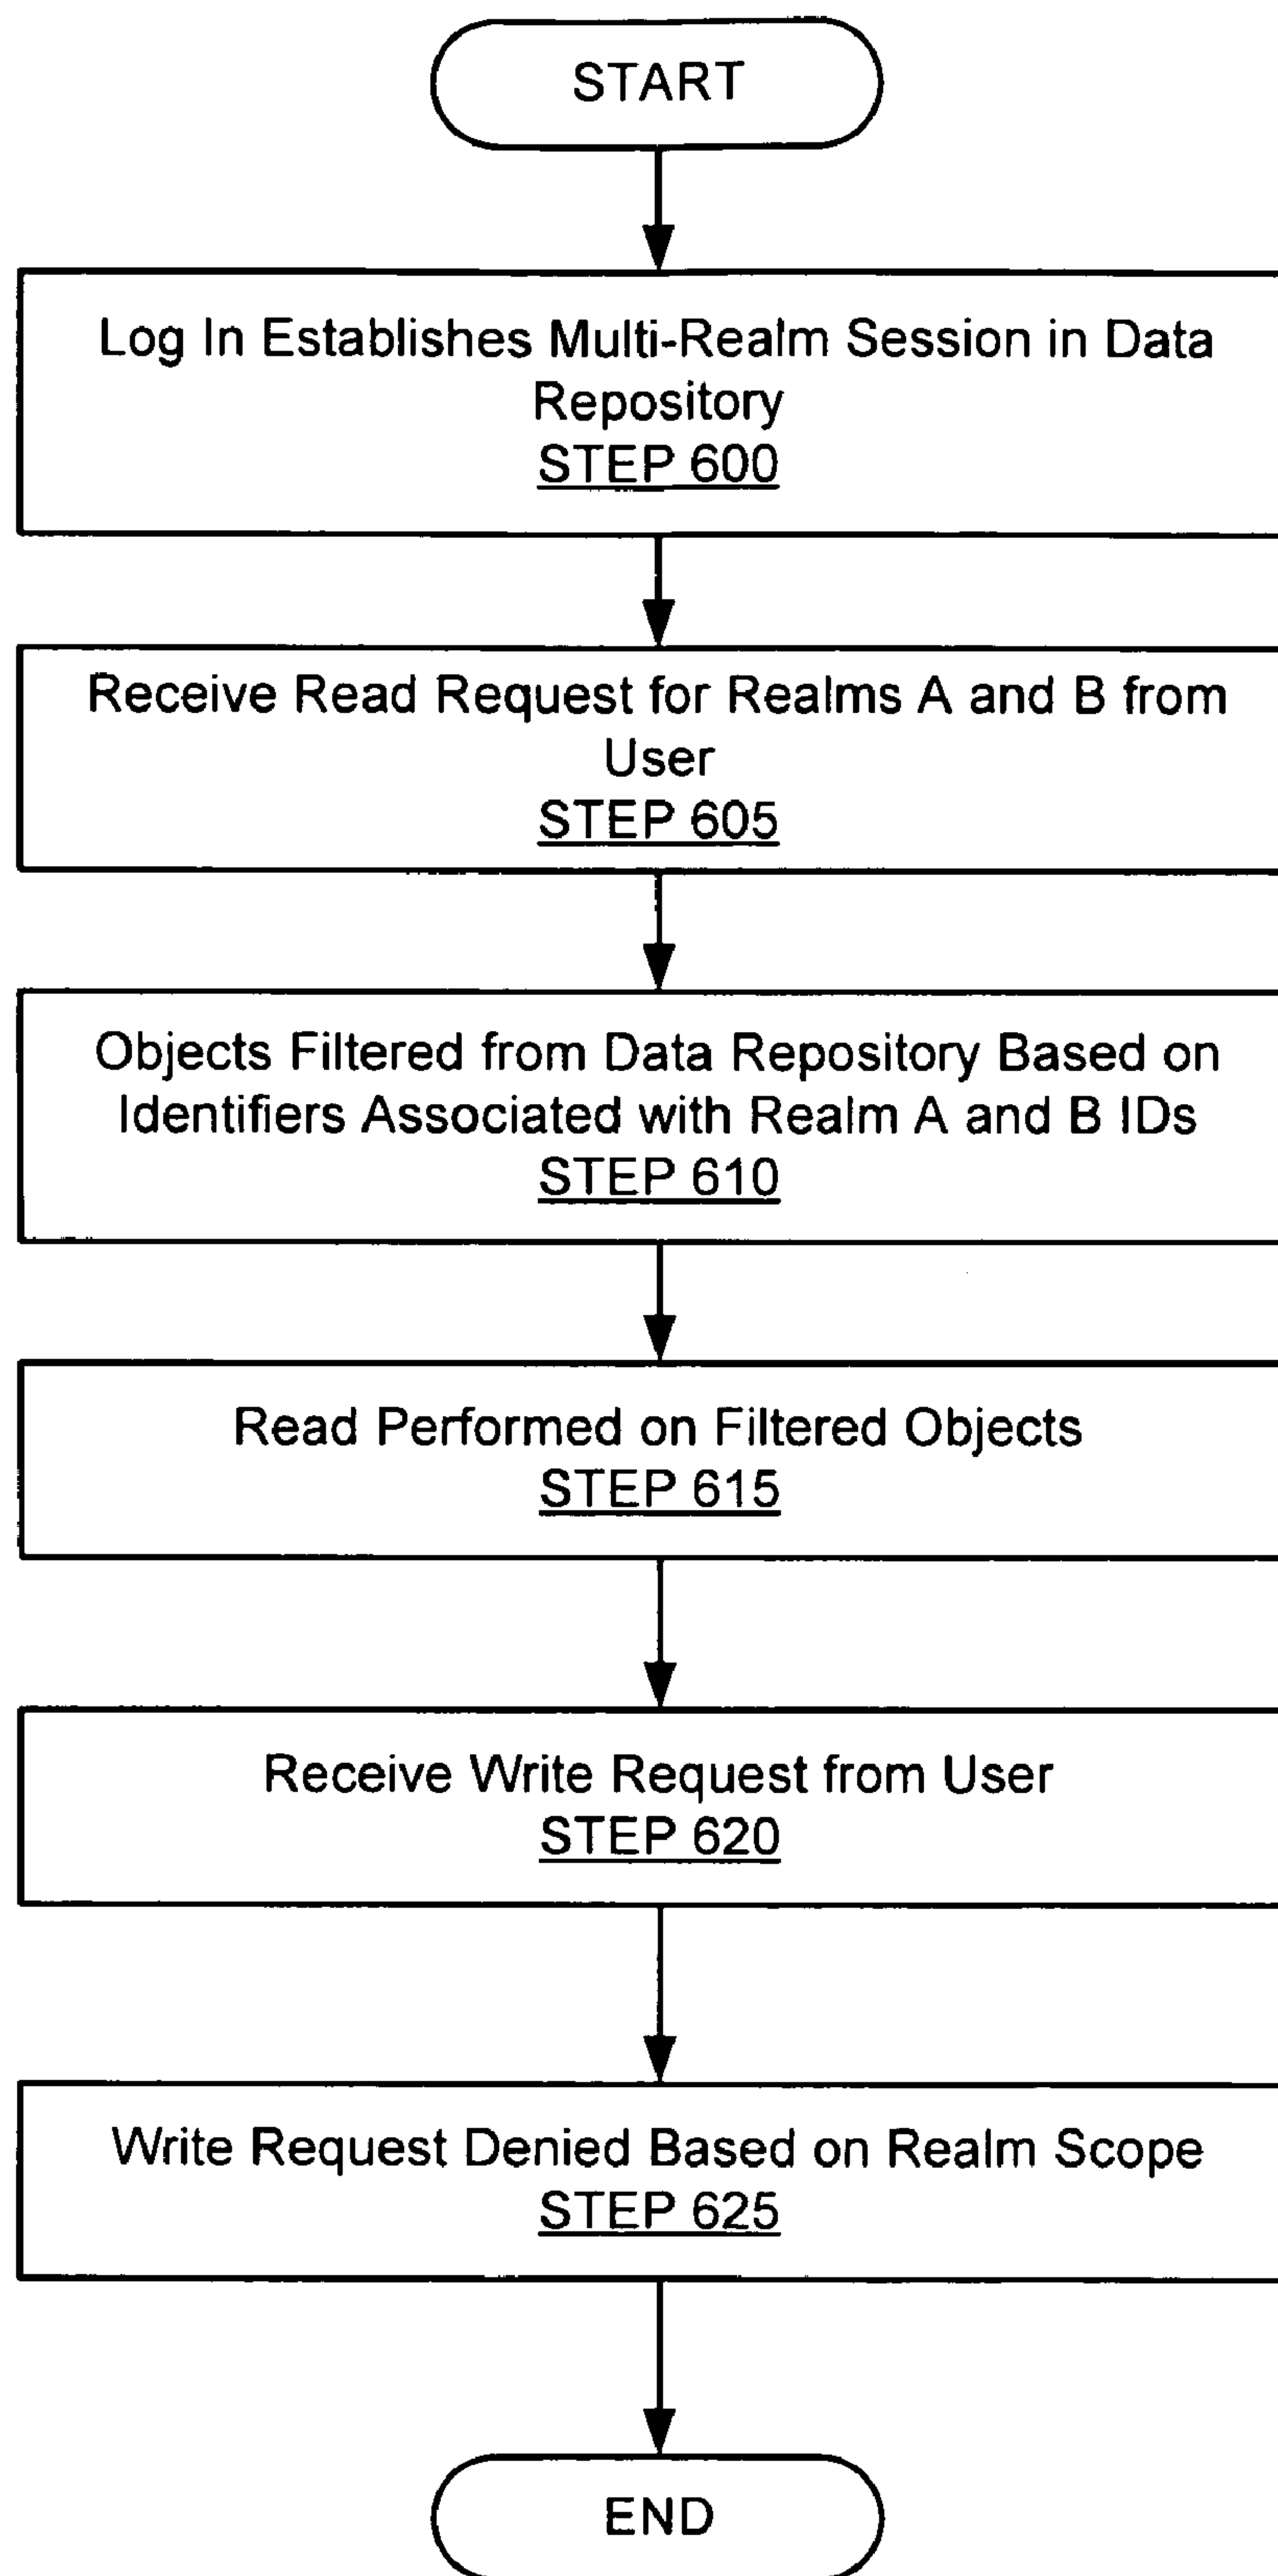 START
Log In Establishes Multi-Realm Session in Data
Repository
STEP 600
Receive Read Request for Realms A and B from
User
STEP 605
Objects Filtered from Data Repository Based on
Identifiers Associated with Realm A and B IDs
STEP 610
Read Performed on Filtered Objects
STEP 615
Receive Write Request from User
STEP 620
Write Request Denied Based on Realm Scope
STEP 625
END